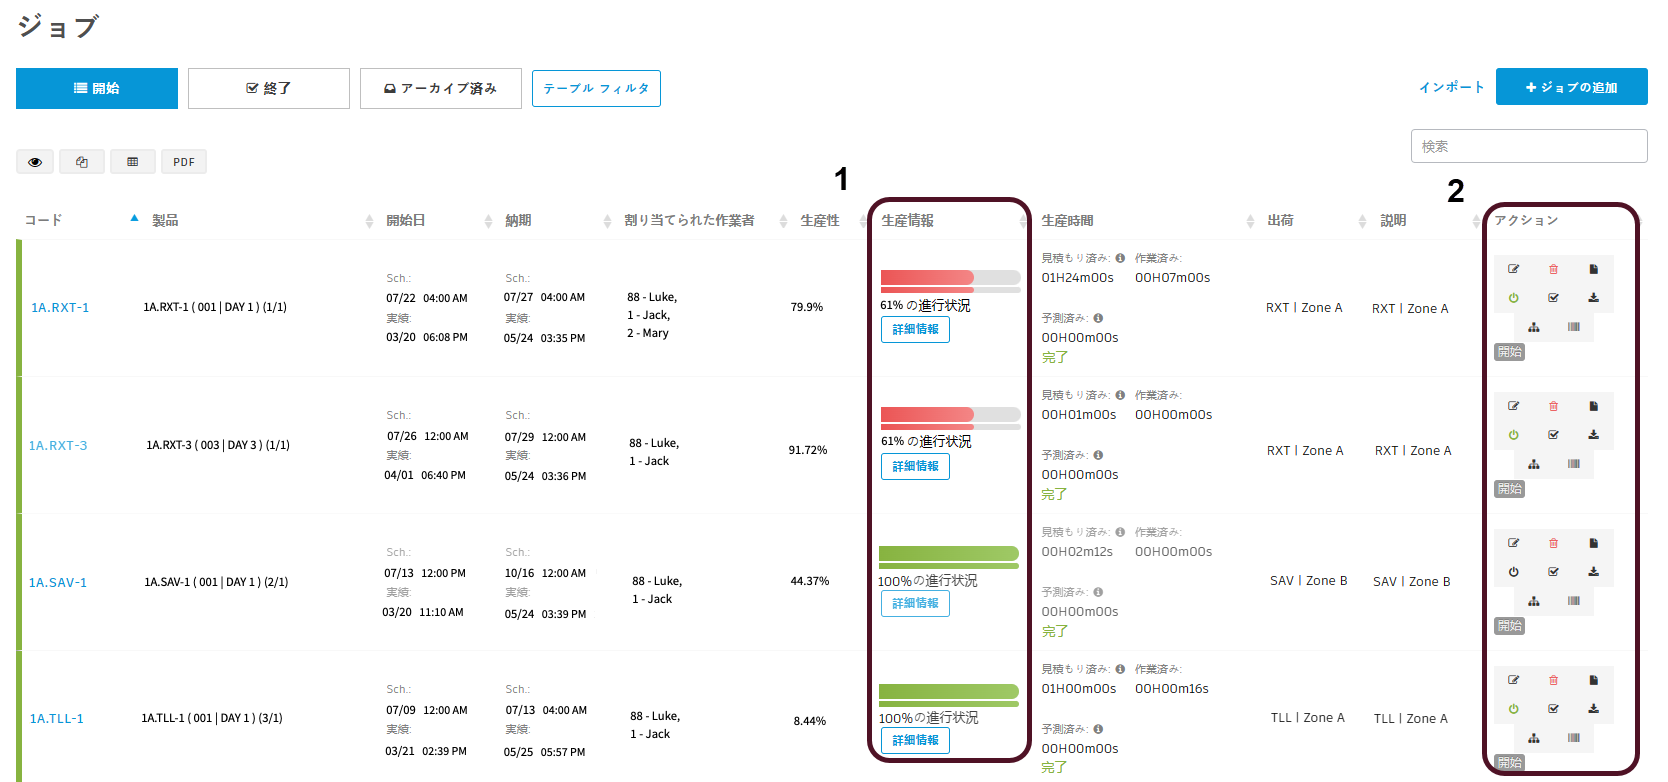 ジョブ
開始
終了
アーカイブ済み
テーブル フィルタ
インポート
ジョブの追加
検索
PDF
1
2
コード 製品 開始日 納期 割り当てられた作業者 生産性 生産情報 生産時間 出荷 説明 アクション
1A.RXT-1
1A.RXT-1 ( 001 | DAY 1 ) (1/1)
Sch.:
07/22 04:00 AM
実績:
03/20 06:08 PM
Sch.:
07/27 04:00 AM
実績:
05/24 03:35 PM
88 - Luke,
1 - Jack,
2 - Mary
79.9%
61% の進行状況
詳細情報
見積もり済み: 作業済み:
01H24m00s 00H07m00s
予測済み:
00H00m00s
完了
RXT | Zone A
RXT | Zone A
開始
1A.RXT-3
1A.RXT-3 ( 003 | DAY 3 ) (1/1)
Sch.:
07/26 12:00 AM
実績:
04/01 06:40 PM
Sch.:
07/29 12:00 AM
実績:
05/24 03:36 PM
88 - Luke,
1 - Jack
91.72%
61% の進行状況
詳細情報
見積もり済み: 作業済み:
00H01m00s 00H00m00s
予測済み:
00H00m00s
完了
RXT | Zone A
RXT | Zone A
開始
1A.SAV-1
1A.SAV-1 ( 001 | DAY 1 ) (2/1)
Sch.:
07/13 12:00 PM
実績:
03/20 11:10 AM
Sch.:
10/16 12:00 AM
実績:
05/24 03:39 PM
88 - Luke,
1 - Jack
44.37%
100%の進行状況
詳細情報
見積もり済み: 作業済み:
00H02m12s 00H00m00s
予測済み:
00H00m00s
完了
SAV | Zone B
SAV | Zone B
開始
1A.TLL-1
1A.TLL-1 ( 001 | DAY 1 ) (3/1)
Sch.:
07/09 12:00 AM
実績:
03/21 02:39 PM
Sch.:
07/13 04:00 AM
実績:
05/25 05:57 PM
88 - Luke,
1 - Jack
8.44%
100%の進行状況
詳細情報
見積もり済み: 作業済み:
01H00m00s 00H00m16s
予測済み:
00H00m00s
完了
TLL | Zone A
TLL | Zone A
開始